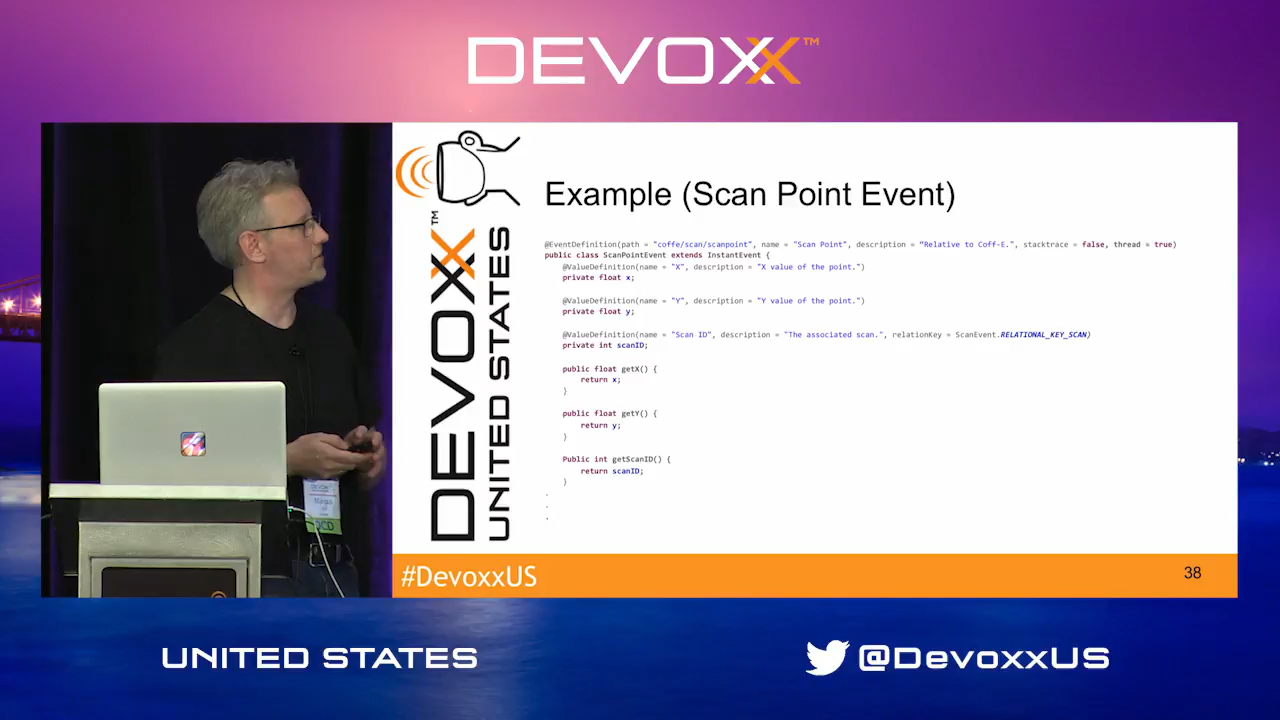 DEVOXX™
DEVOXX™
UNITED STATES
Example (Scan Point Event)
@EventDefinition(path = "coffe/scan/scanpoint", name = "Scan Point", description = “Relative to Coff-E.", stacktrace = false, thread = true)
public class ScanPointEvent extends InstantEvent {
@ValueDefinition(name = "X", description = "X value of the point.")
private float x;
@ValueDefinition(name = "Y", description = "Y value of the point.")
private float y;
@ValueDefinition(name = "Scan ID", description = "The associated scan.", relationKey = ScanEvent.RELATIONAL_KEY_SCAN)
private int scanID;
public float getX() {
return x;
}
public float getY() {
return y;
}
Public int getScanID() {
return scanID;
}
.
.
.
#DevoxxUS
38
UNITED STATES
@DevoxxUS